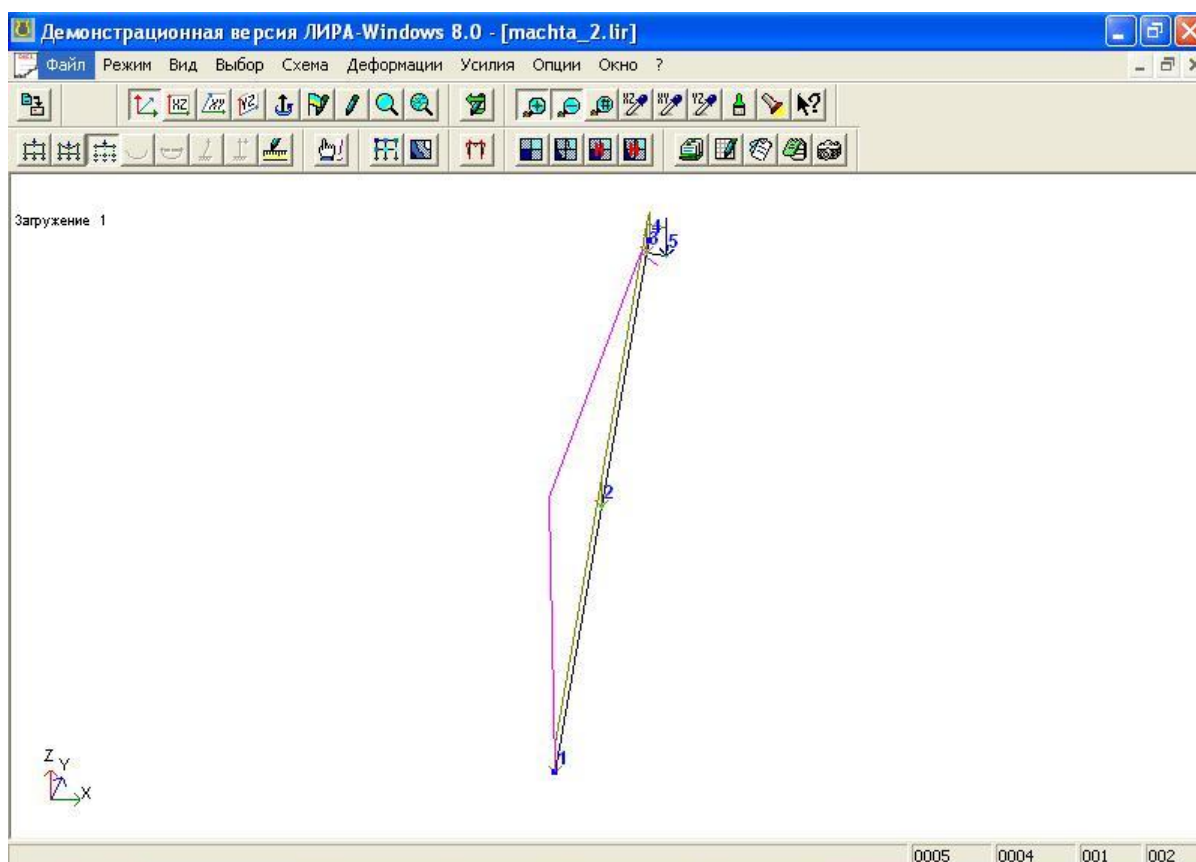 Демонстрационная версия ЛИРА-Windows 8.0 - [machta_2.lir]
Файл Режим Вид Выбор Схема Деформации Усилия Опции Окно ?
Загружение 1
5
2
1
Z
Y
X
0005 0004 001 002